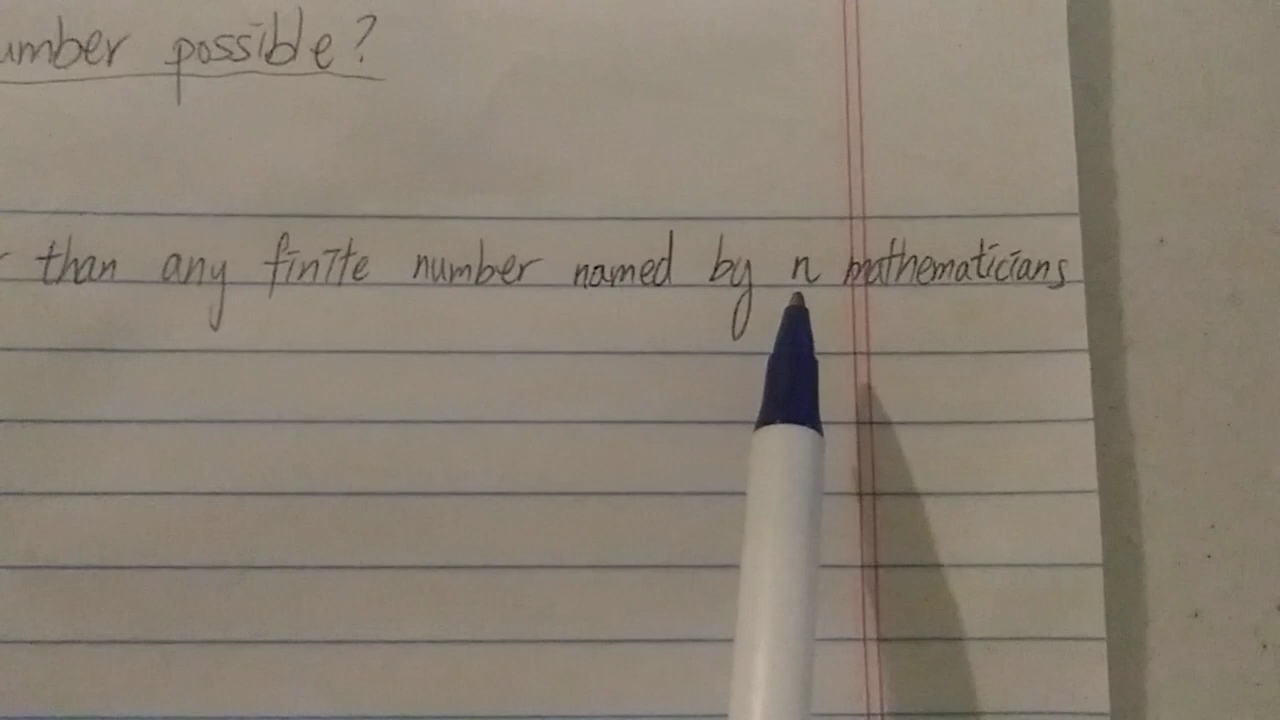 umber possible?
than any finite number named by n mathematicians